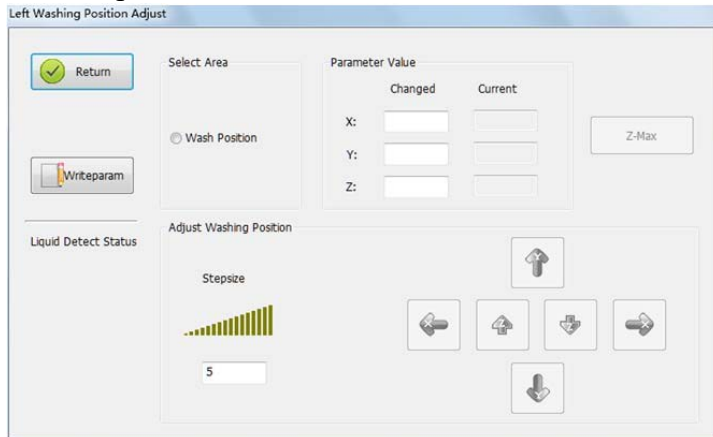 Left Washing Position Adjust
Return
Select Area
Parameter Value
Changed Current
X:
Wash Position
Z-Max
Y:
Writeparam
Z:
Liquid Detect Status
Adjust Washing Position
Stepsize
5
Y
X Z Z X
Y